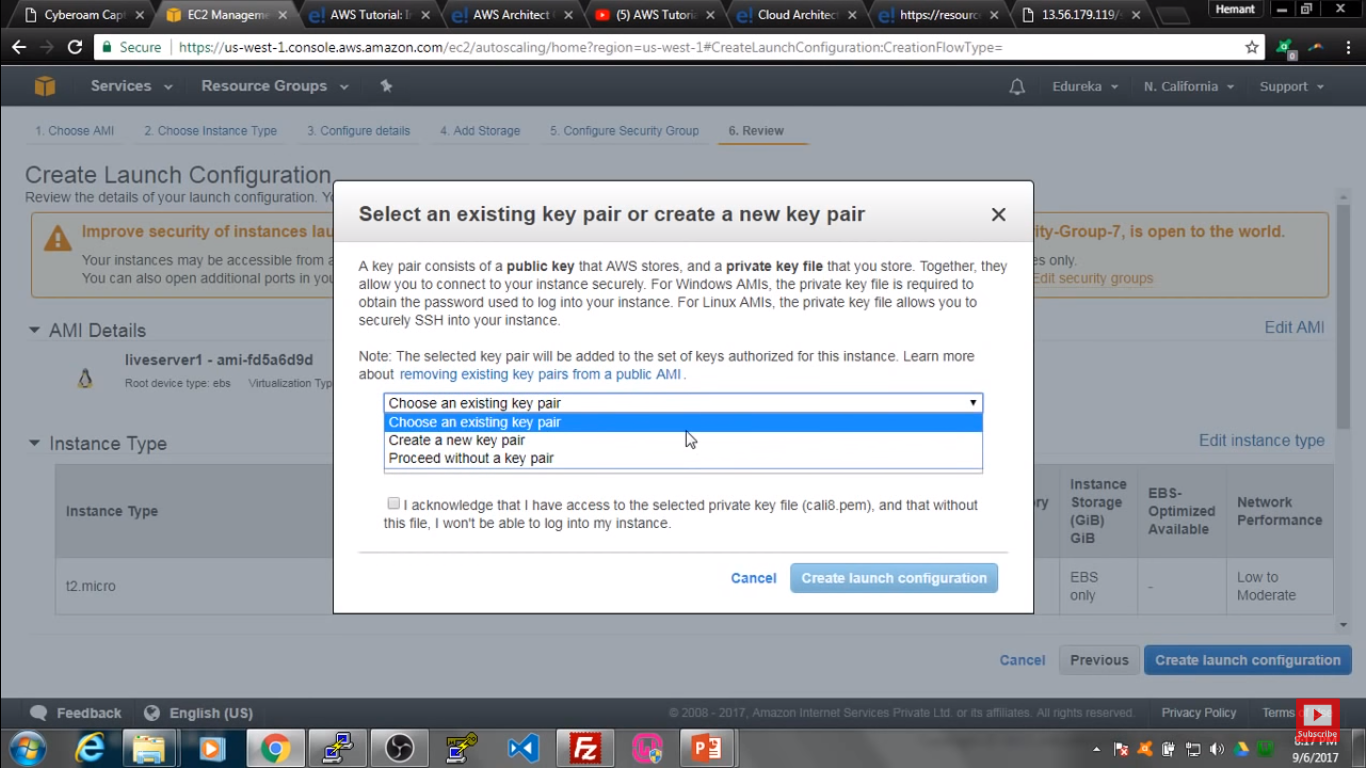 Cyberoam Capt
EC2 Managemen
AWS Tutorial: I
AWS Architect
(5) AWS Tutoria
Cloud Architect
https://resourc
13.56.179.119/
Hemant
Secure https://us-west-1.console.aws.amazon.com/ec2/autoscaling/home?region=us-west-1#CreateLaunchConfiguration:CreationFlowType=
0
Services Resource Groups Edureka N. California Support
1. Choose AMI 2. Choose Instance Type 3. Configure details 4. Add Storage 5. Configure Security Group 6. Review
Create Launch Configuration
Review the details of your launch configuration. Yo
Improve security of instances lau
ity-Group-7, is open to the world.
Your instances may be accessible from a
es only.
You can also open additional ports in you
Edit security groups
AMI Details
Edit AMI
liveserver1 - ami-fd5a6d9d
Root device type: ebs Virtualization Typ
Instance Type
Edit instance type
Instance Type
ry
Instance Storage (GiB) GiB
EBS-Optimized Available
Network Performance
t2.micro
EBS only
-
Low to Moderate
Select an existing key pair or create a new key pair
A key pair consists of a public key that AWS stores, and a private key file that you store. Together, they
allow you to connect to your instance securely. For Windows AMIs, the private key file is required to
obtain the password used to log into your instance. For Linux AMIs, the private key file allows you to
securely SSH into your instance.
Note: The selected key pair will be added to the set of keys authorized for this instance. Learn more
about removing existing key pairs from a public AMI .
Choose an existing key pair
Choose an existing key pair
Create a new key pair
Proceed without a key pair
I acknowledge that I have access to the selected private key file (cali8.pem), and that without
this file, I won't be able to log into my instance.
Cancel Create launch configuration
Cancel Previous Create launch configuration
Feedback English (US) © 2008 - 2017, Amazon Internet Services Private Ltd. or its affiliates. All rights reserved. Privacy Policy Terms
Subscribe
9/6/2017